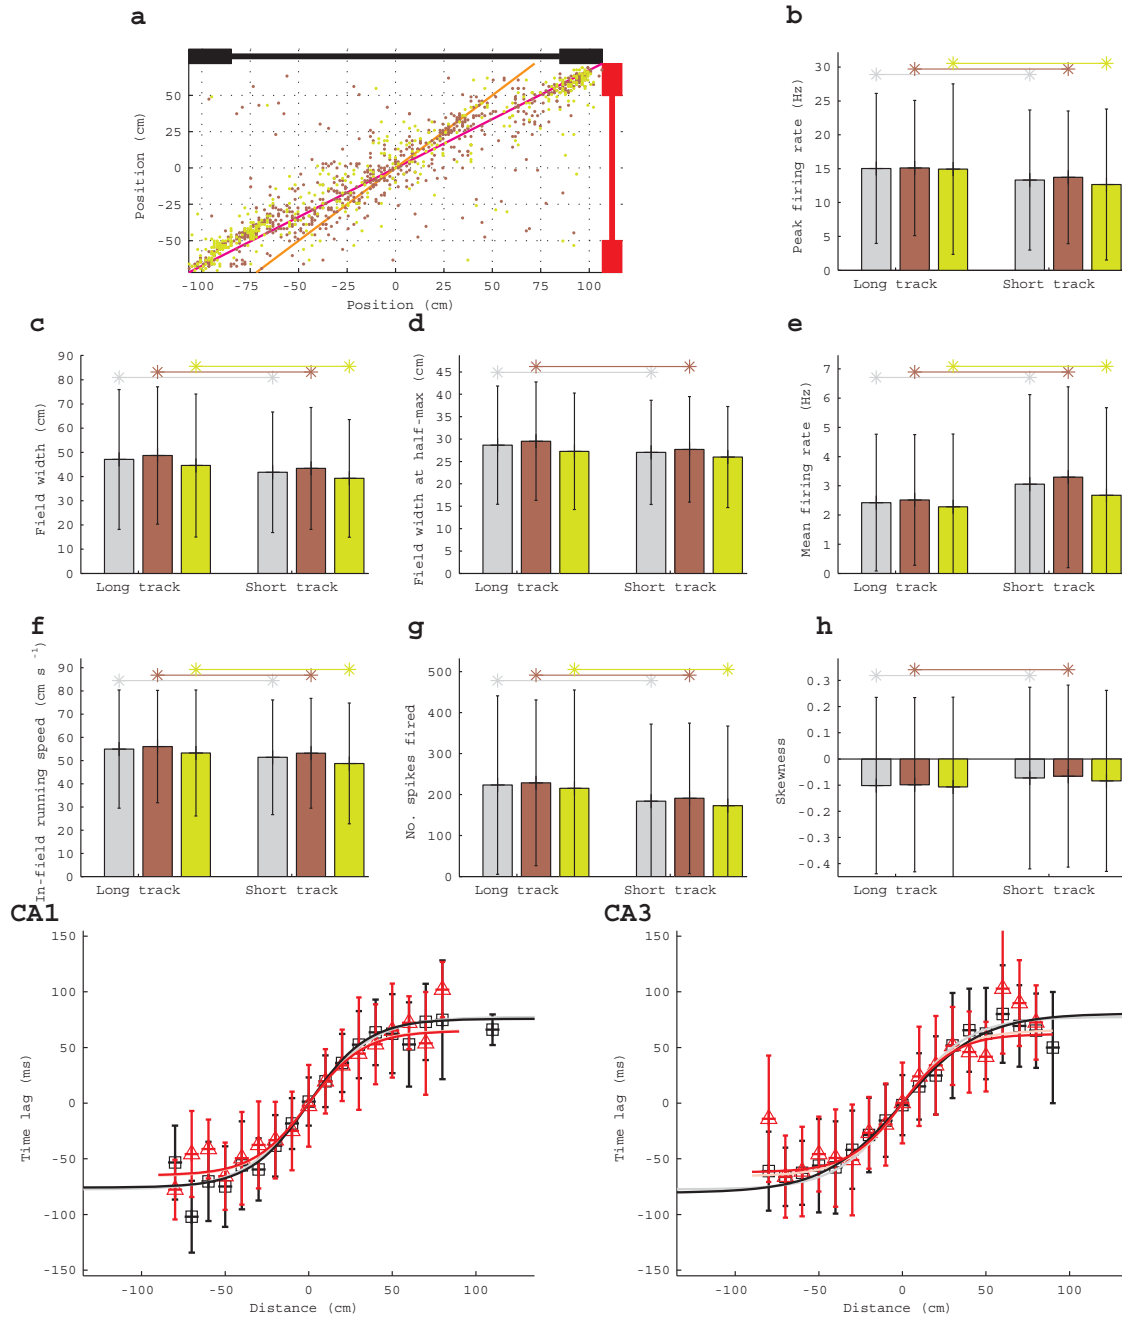 a
Position (cm)
50
25
0
-25
-50
-100
-75
-50
-25
0
25
50
75
100
Position (cm)
b
Peak firing rate (Hz)
30
25
20
15
10
5
0
Long track
Short track
c
Field width (cm)
90
80
70
60
50
40
30
20
10
0
Long track
Short track
d
Field width at half-max (cm)
45
40
35
30
25
20
15
10
5
0
Long track
Short track
e
Mean firing rate (Hz)
7
6
5
4
3
2
1
0
Long track
Short track
f
In-field running speed (cm s -1)
90
80
70
60
50
40
30
20
10
0
Long track
Short track
g
No. spikes fired
500
400
300
200
100
0
Long track
Short track
h
Skewness
0.3
0.2
0.1
0
-0.1
-0.2
-0.3
-0.4
Long track
Short track
CA1
Time lag (ms)
150
100
50
0
-50
-100
-150
-100
-50
0
50
100
Distance (cm)
CA3
Time lag (ms)
150
100
50
0
-50
-100
-150
-100
-50
0
50
100
Distance (cm)